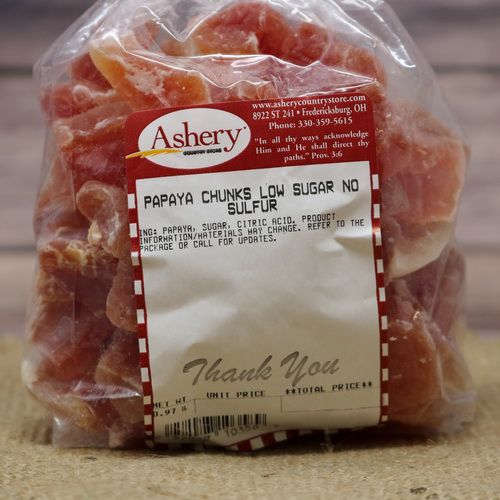 www.asherycountrystore.com
8922 ST 241 • Fredericksburg, OH
Phone: 330-359-5615
"In all thy ways acknowledge
Him and He shall direct thy
paths." Prov. 3:6
Ashery
COUNTRY STORE
PAPAYA CHUNKS LOW SUGAR NO
SULFUR
ING: PAPAYA, SUGAR, CITRIC ACID. PRODUCT
INFORMATION/MATERIALS MAY CHANGE. REFER TO THE
PACKAGE OR CALL FOR UPDATES.
Thank You
NET WT UNIT PRICE **TOTAL PRICE**
0.97 lb